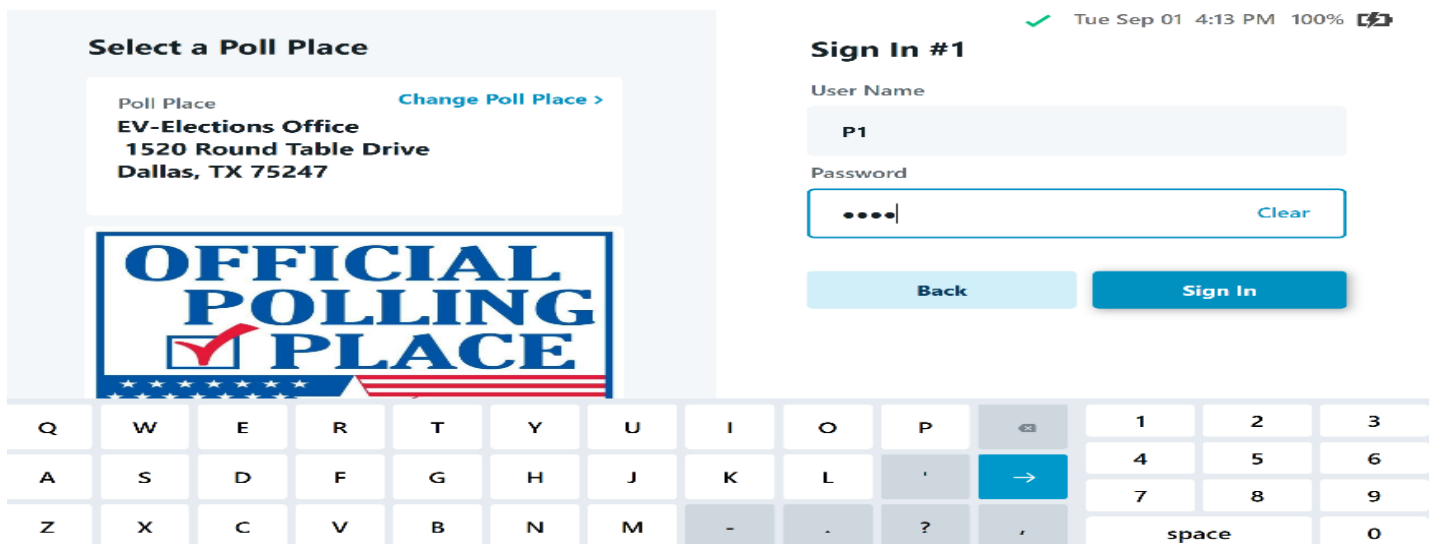 Tue Sep 01 4:13 PM 100%
Select a Poll Place
Poll Place
Change Poll Place >
EV-Elections Office
1520 Round Table Drive
Dallas, TX 75247
OFFICIAL
POLLING
PLACE
Sign In #1
User Name
P1
Password
••••
Clear
Back
Sign In
Q W E R T Y U I O P 1 2 3
A S D F G H J K L ' → 4 5 6
7 8 9
Z X C V B N M - . ? , space 0